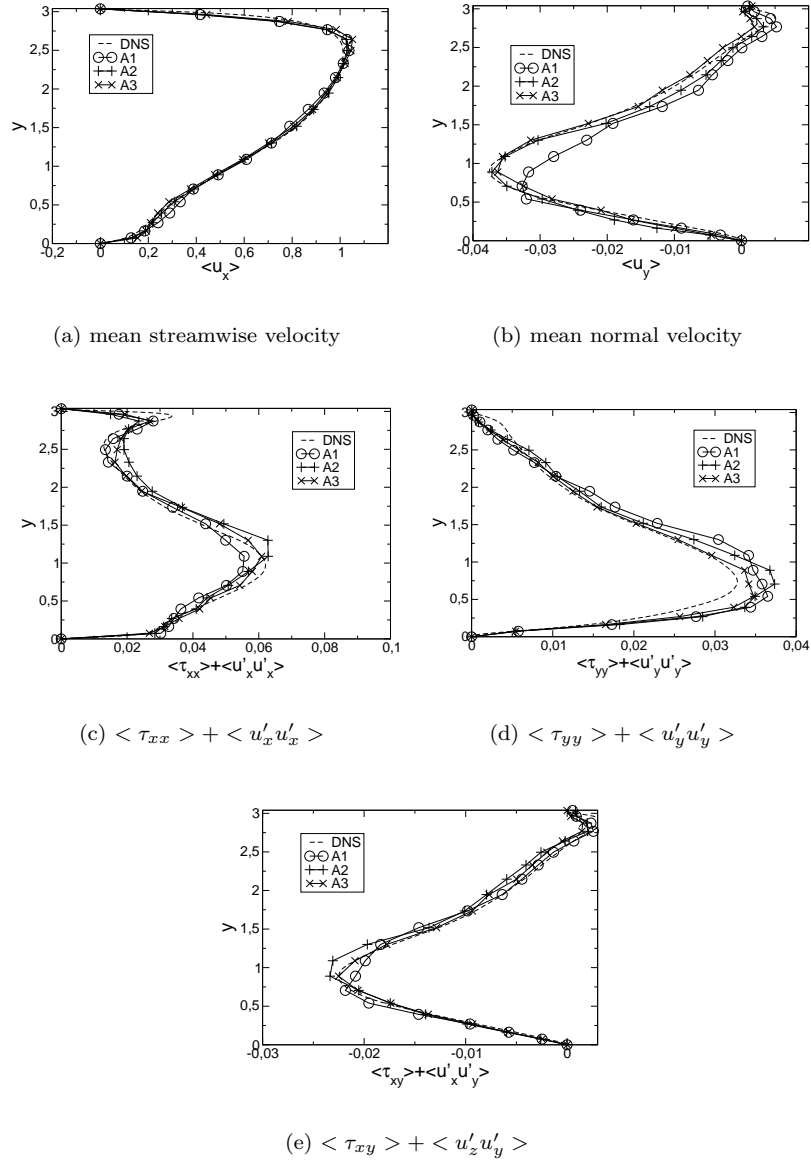 3
2,5
2
1,5
1
0,5
0
y
DNS
A1
A2
A3
-0,2 0 0,2 0,4 0,6 0,8 1
<u_x>
(a) mean streamwise velocity
3
2,5
2
1,5
1
0,5
0
y
DNS
A1
A2
A3
-0,04 -0,03 -0,02 -0,01 0
<u_y>
(b) mean normal velocity
3
2,5
2
1,5
1
0,5
0
y
DNS
A1
A2
A3
0 0,02 0,04 0,06 0,08 0,1
<τ_xx>+<u'_x u'_x>
(c) < τ_xx > + < u′_x u′_x >
3
2,5
2
1,5
1
0,5
0
y
DNS
A1
A2
A3
0 0,01 0,02 0,03 0,04
<τ_yy>+<u'_y u'_y>
(d) < τ_yy > + < u′_y u′_y >
3
2,5
2
1,5
1
0,5
0
y
DNS
A1
A2
A3
-0,03 -0,02 -0,01 0
<τ_xy>+<u'_x u'_y>
(e) < τ_xy > + < u′_z u′_y >